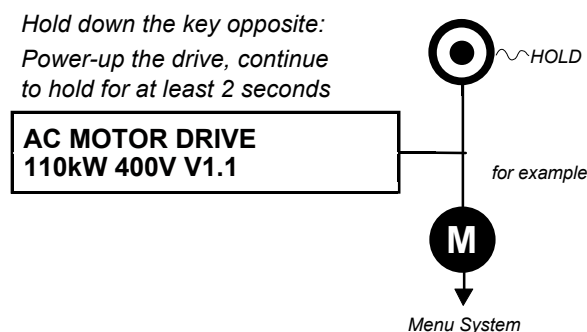 Hold down the key opposite:
Power-up the drive, continue
to hold for at least 2 seconds
HOLD
AC MOTOR DRIVE
110kW 400V V1.1
for example
M
Menu System